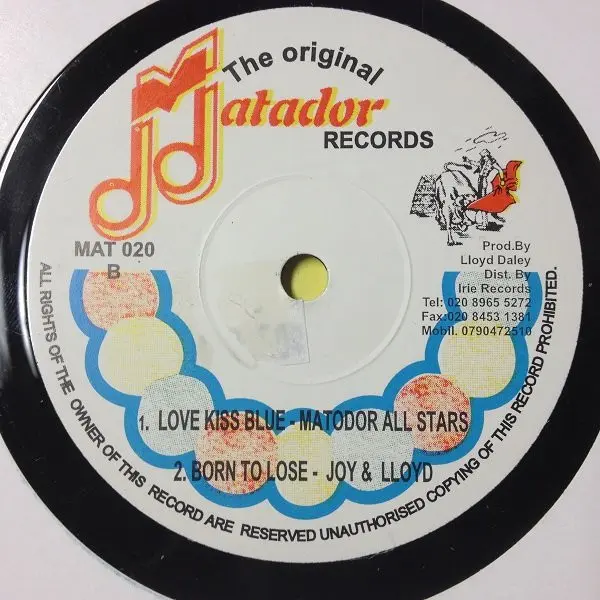 The original
Matador
RECORDS
MAT 020
B
Prod.By
Lloyd Daley
Dist. By
Irie Records
Tel: 020 8965 5272
Fax:020 8453 1381
Mobil. 0790472510
1. LOVE KISS BLUE - MATODOR ALL STARS
2. BORN TO LOSE - JOY & LLOYD
ALL RIGHTS OF THE OWNER OF THIS RECORD ARE RESERVED UNAUTHORISED COPYING OF THIS RECORD PROHIBITED.